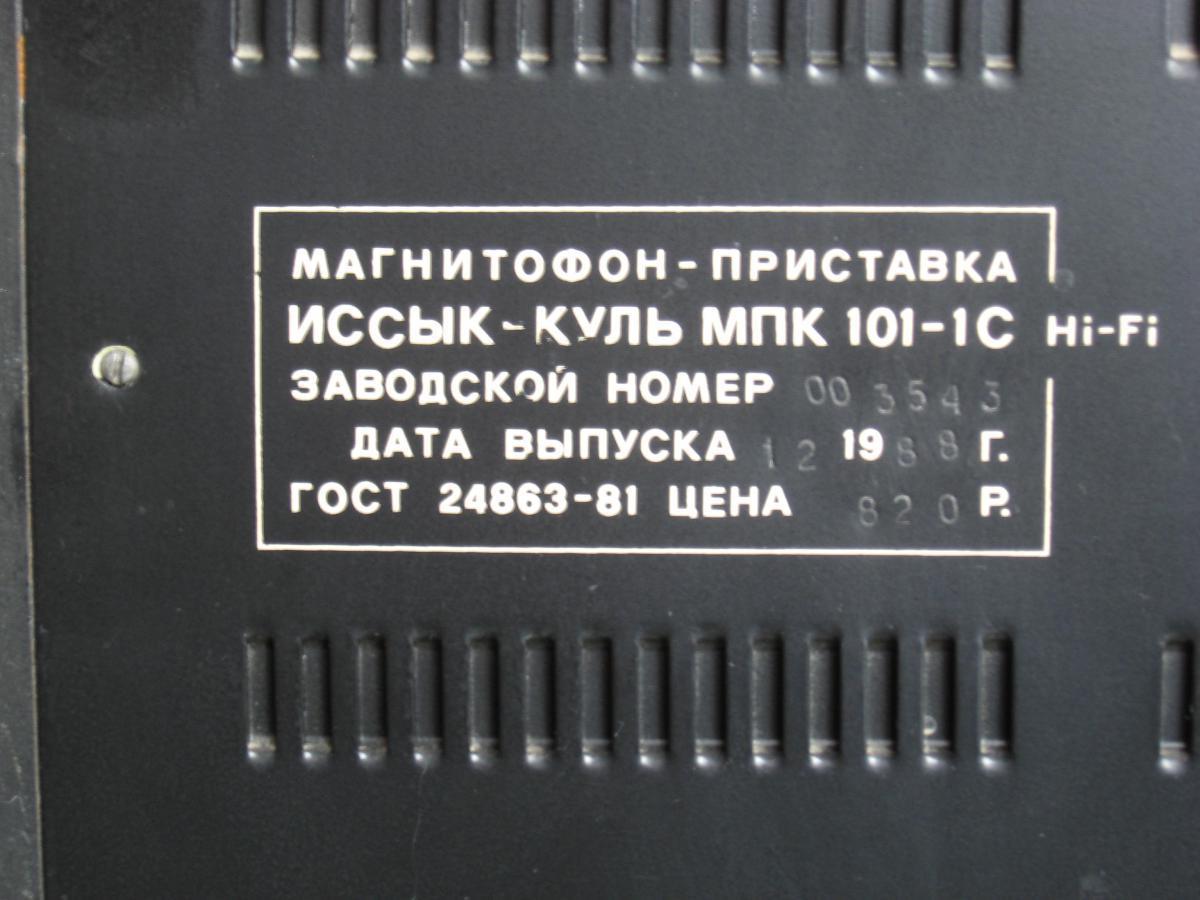 МАГНИТОФОН-ПРИСТАВКА
ИССЫК-КУЛЬ МПК 101-1С Hi-Fi
ЗАВОДСКОЙ НОМЕР 003543
ДАТА ВЫПУСКА 12 1988 Г.
ГОСТ 24863-81 ЦЕНА 820 Р.